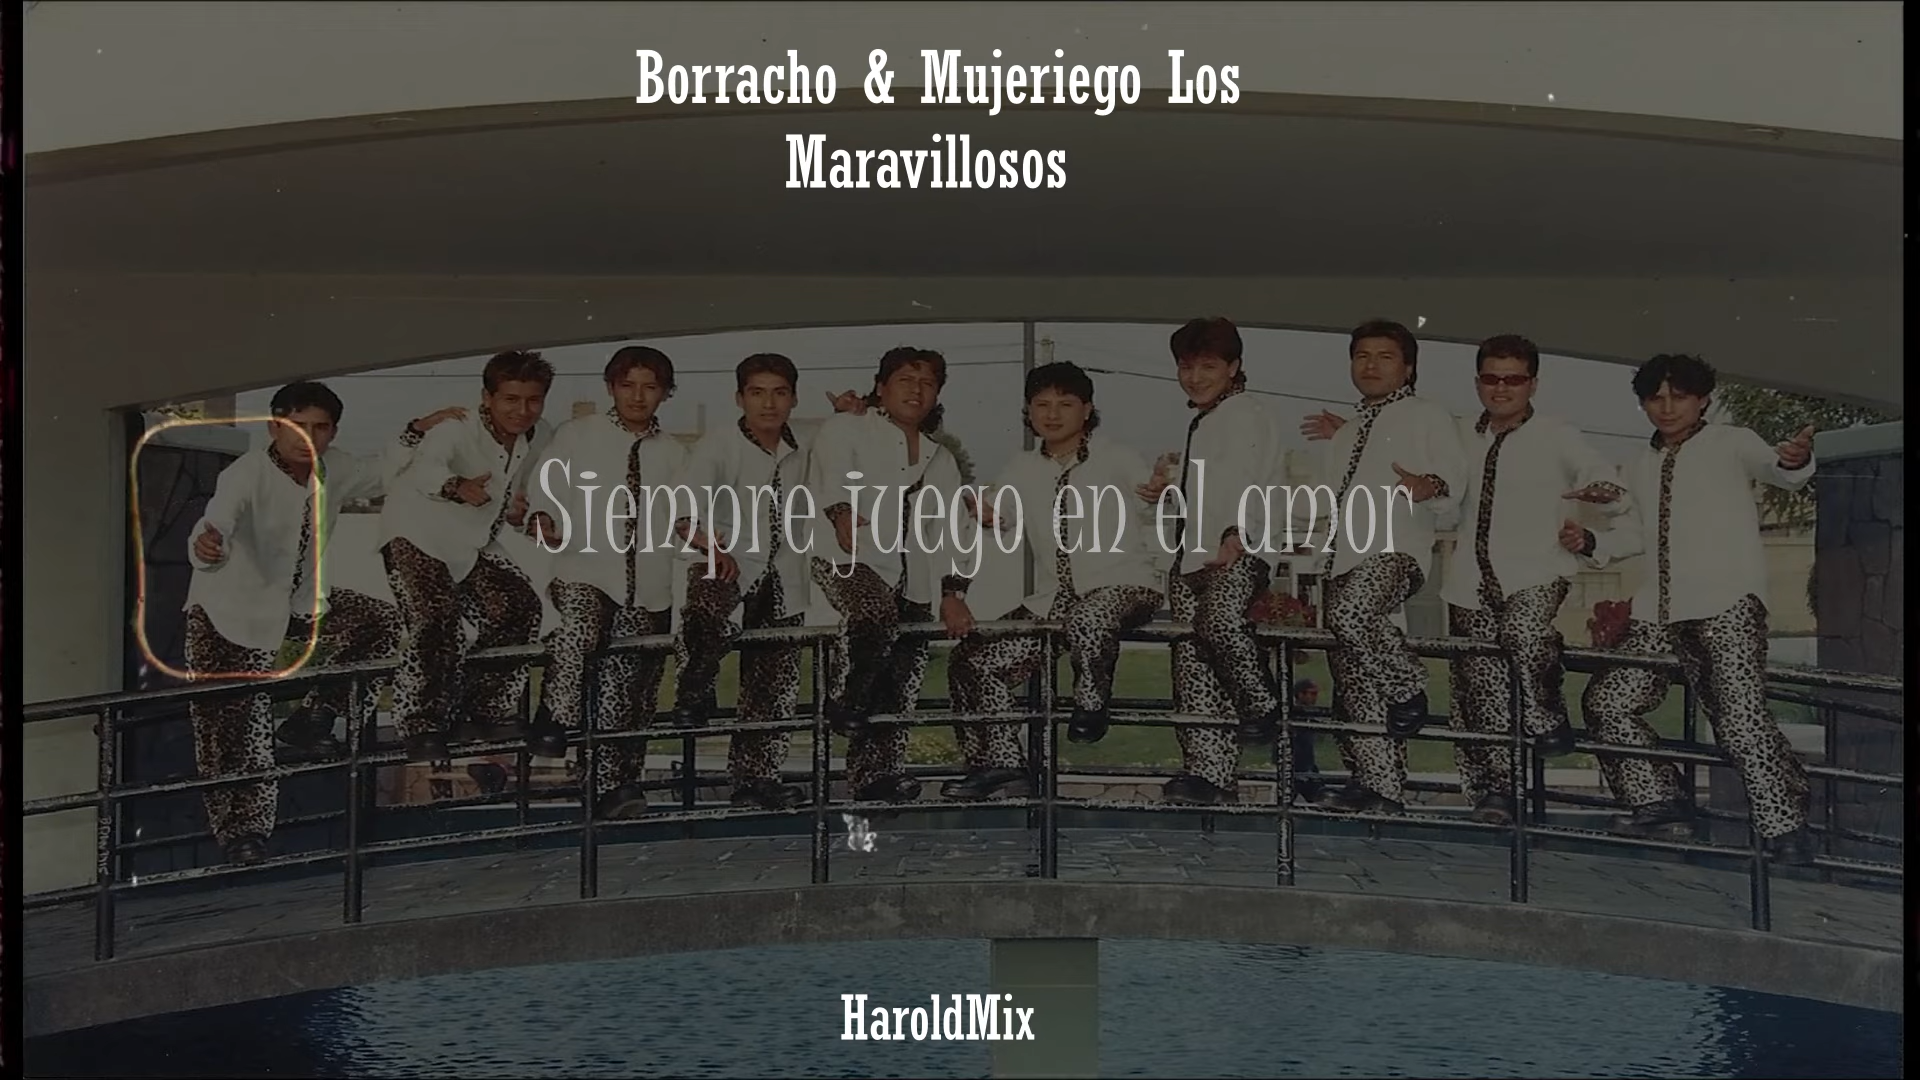 Borracho & Mujeriego Los
Maravillosos
Siempre juego en el amor
HaroldMix